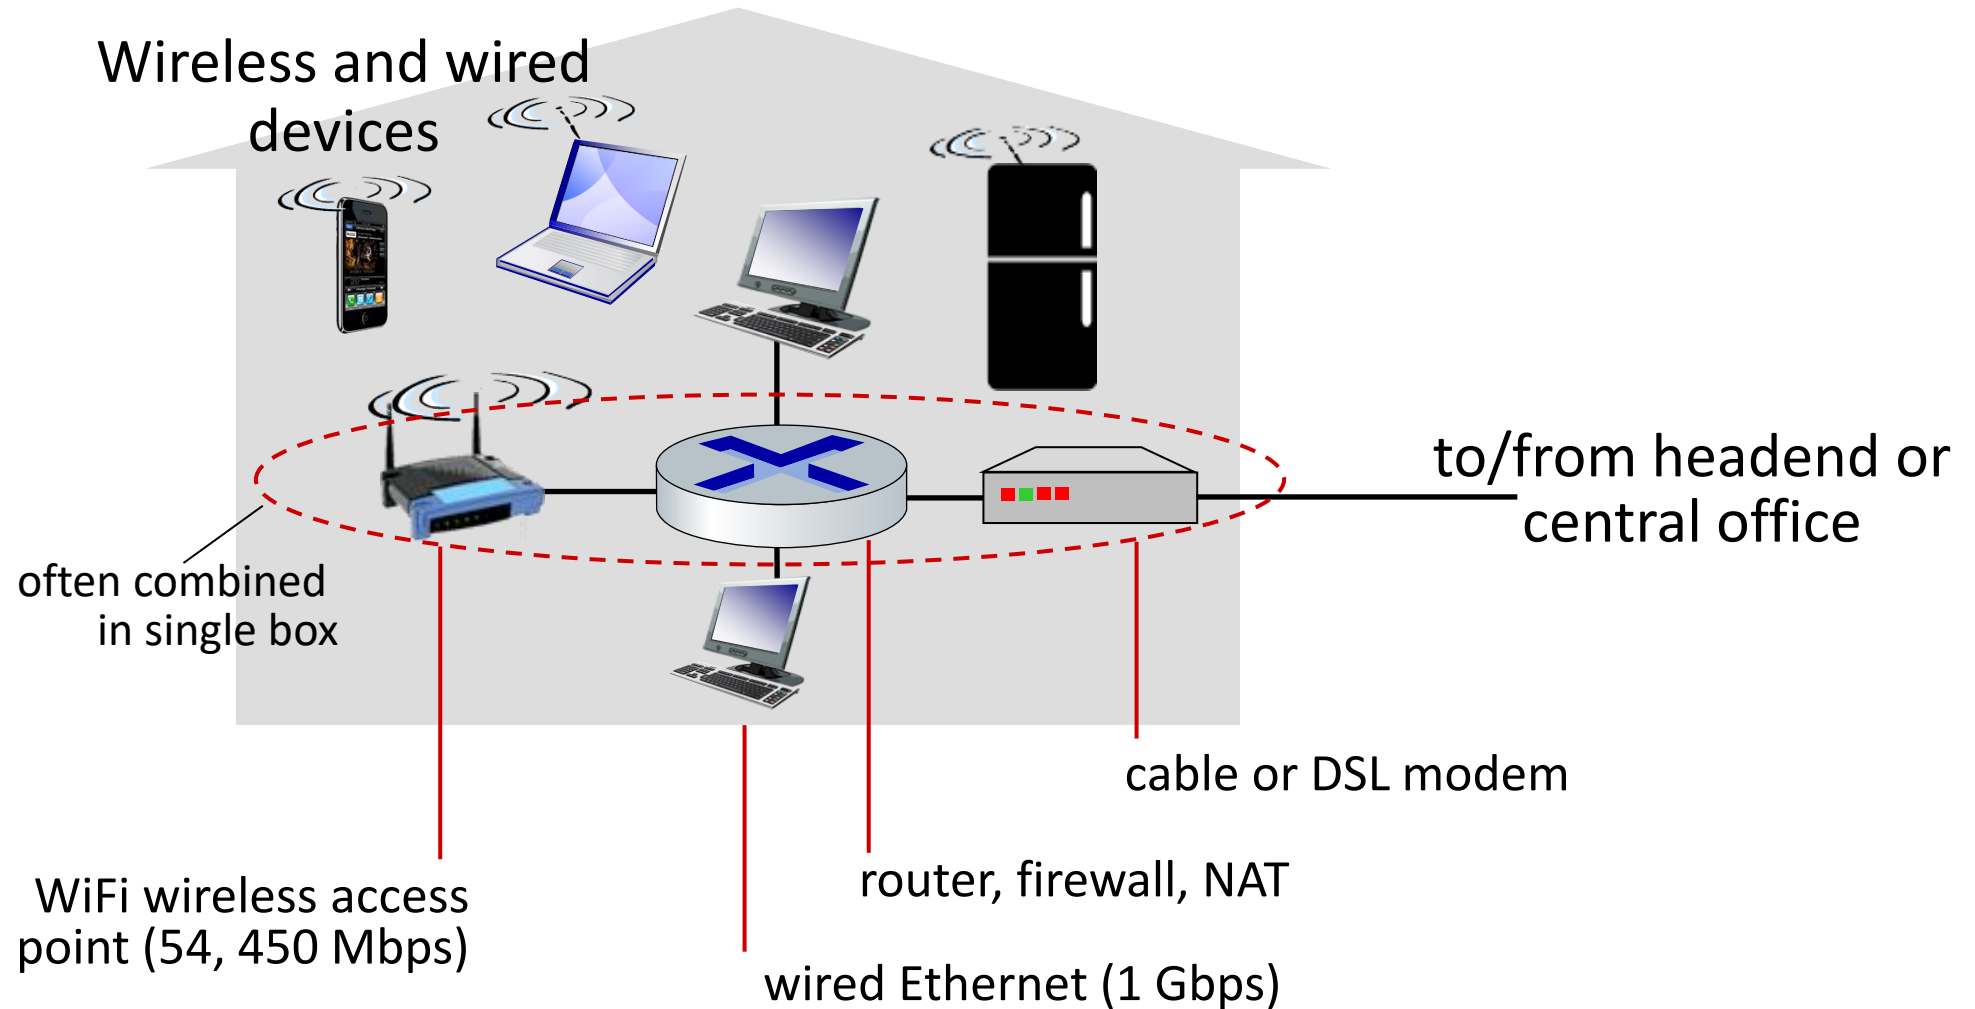 Wireless and wired
devices
to/from headend or
central office
often combined
in single box
cable or DSL modem
router, firewall, NAT
WiFi wireless access
point (54, 450 Mbps)
wired Ethernet (1 Gbps)